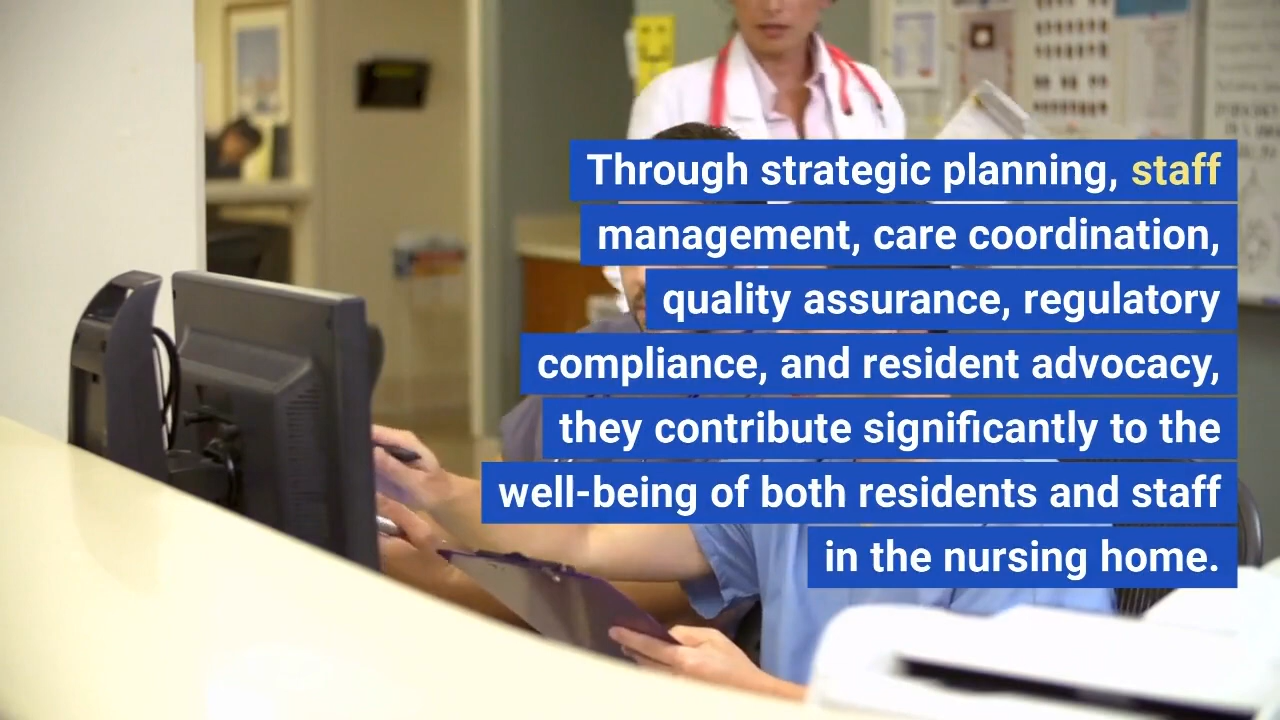 Through strategic planning, staff
management, care coordination,
quality assurance, regulatory
compliance, and resident advocacy,
they contribute significantly to the
well-being of both residents and staff
in the nursing home.